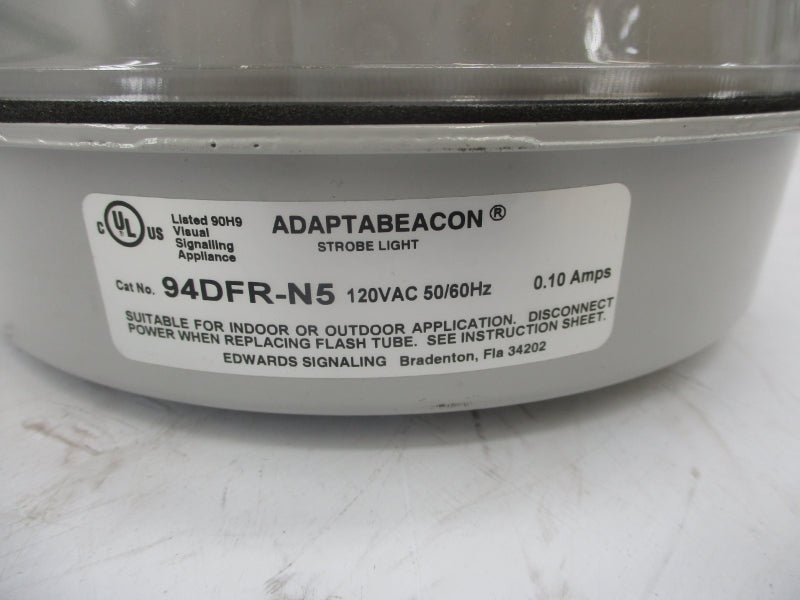 C UL US ®
Listed 90H9
Visual
Signalling
Appliance
ADAPTABEACON®
STROBE LIGHT
Cat No. 94DFR-N5 120VAC 50/60Hz 0.10 Amps
SUITABLE FOR INDOOR OR OUTDOOR APPLICATION. DISCONNECT
POWER WHEN REPLACING FLASH TUBE. SEE INSTRUCTION SHEET.
EDWARDS SIGNALING Bradenton, Fla 34202